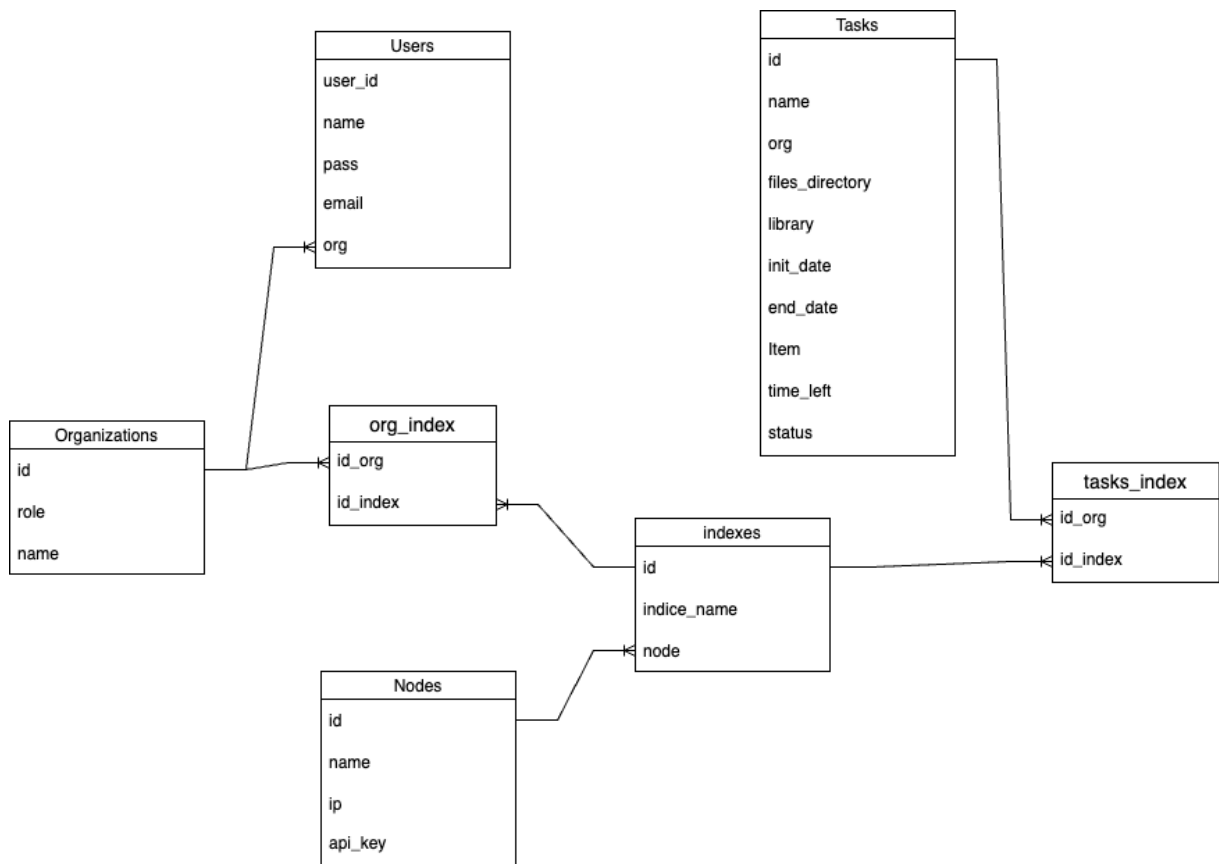 Users
user_id
name
pass
email
org
Tasks
id
name
org
files_directory
library
init_date
end_date
Item
time_left
status
Organizations
id
role
name
org_index
id_org
id_index
indexes
id
indice_name
node
tasks_index
id_org
id_index
Nodes
id
name
ip
api_key